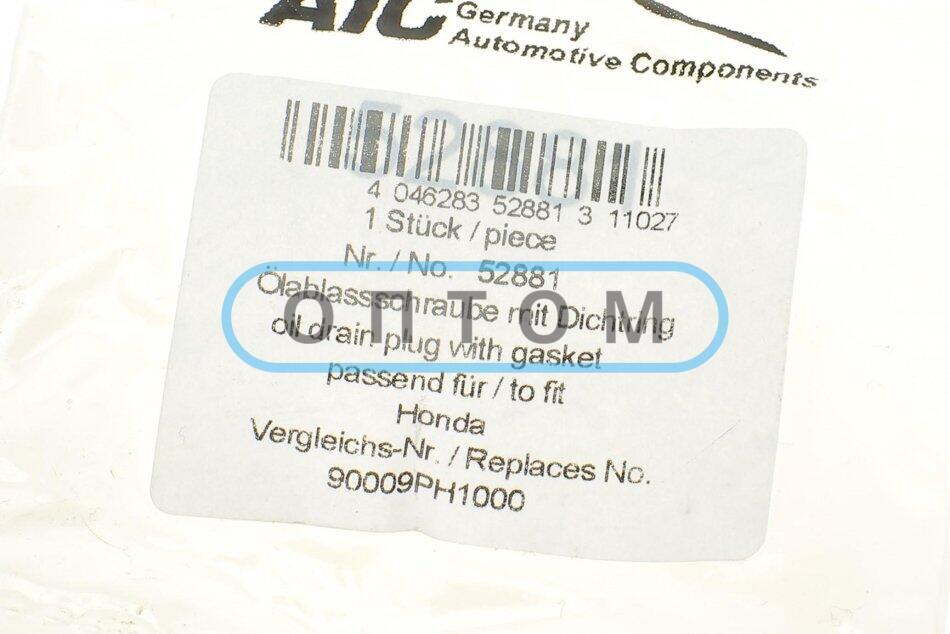 AIC Germany
Automotive Components
52881
4 046283 52881 3 11027
1 Stück / piece
Nr. / No. 52881
Ölablassschraube mit Dichtring
ОПТОМ
oil drain plug with gasket
passend für / to fit
Honda
Vergleichs-Nr. / Replaces No.
90009PH1000